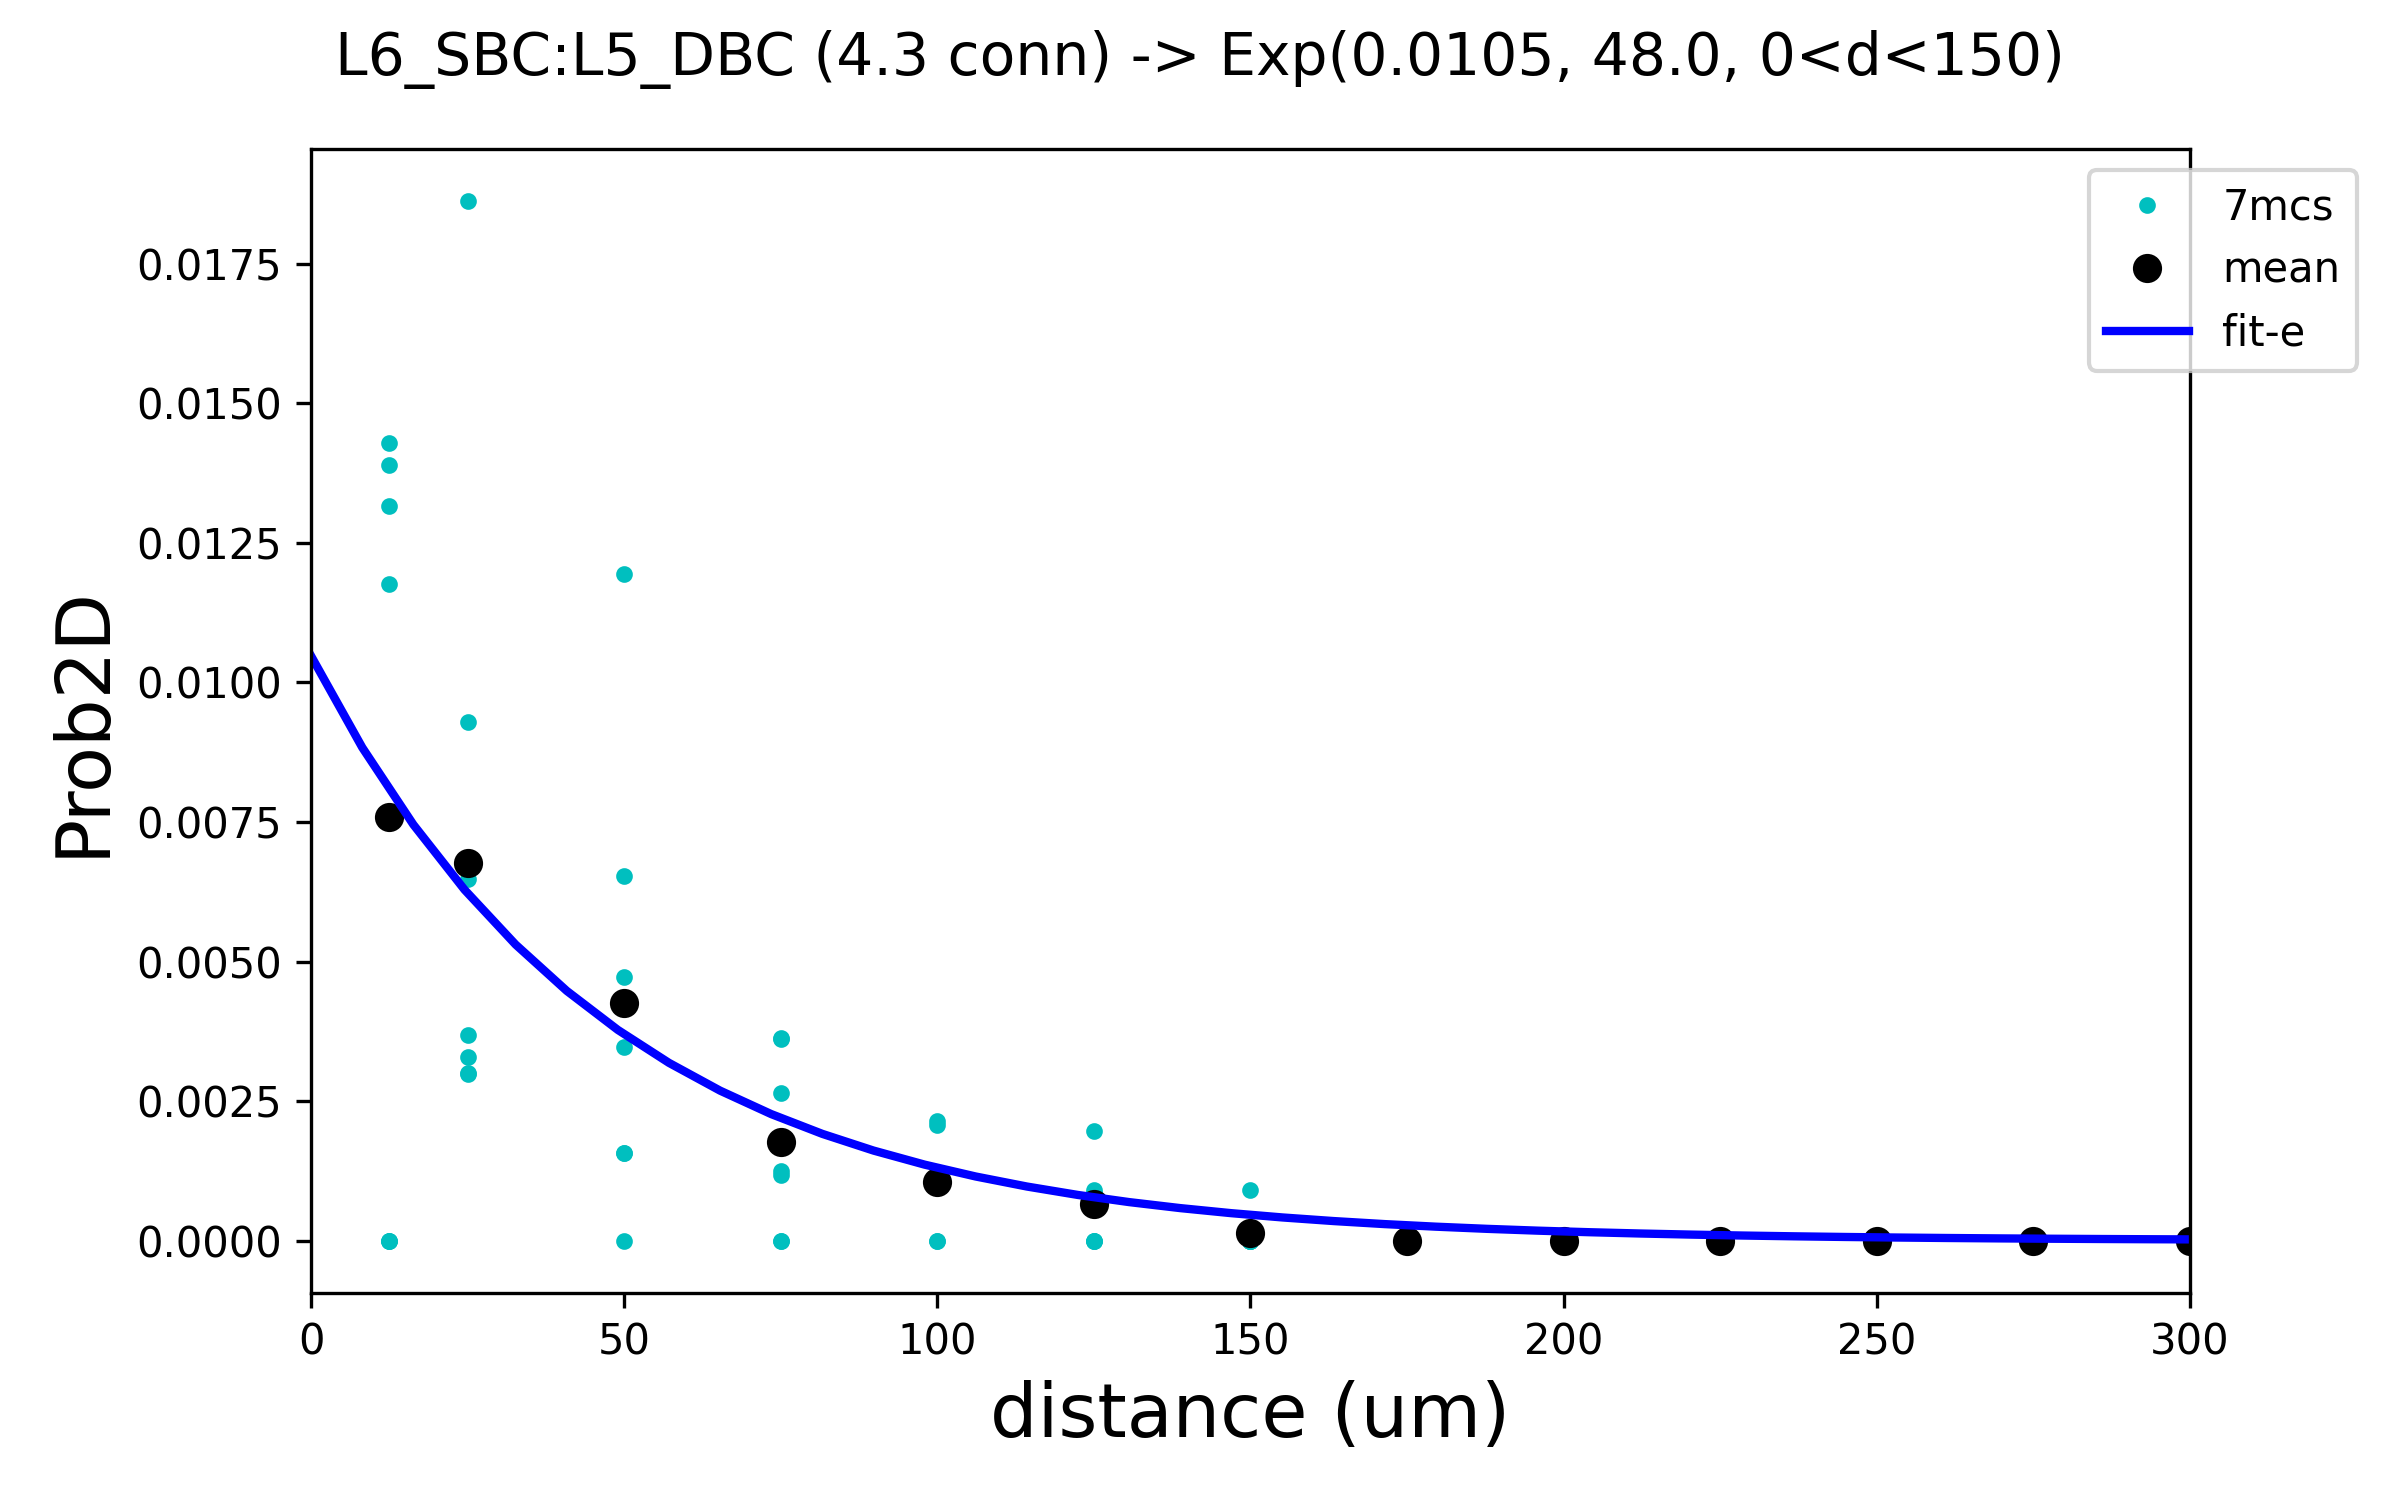 L6_SBC:L5_DBC (4.3 conn) -> Exp(0.0105, 48.0, 0<d<150)
7mcs
mean
fit-e
Prob2D
0.0175
0.0150
0.0125
0.0100
0.0075
0.0050
0.0025
0.0000
0 50 100 150 200 250 300
distance (um)